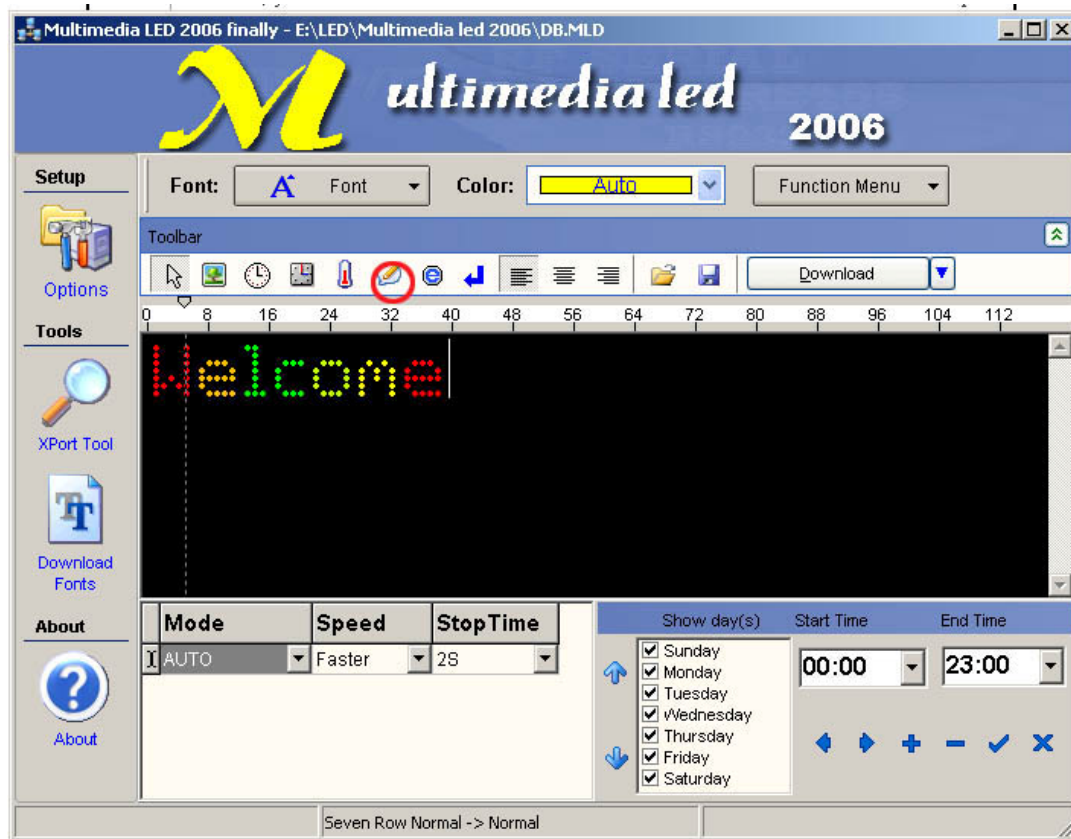 Multimedia LED 2006 finally - E:\LED\Multimedia led 2006\DB.MLD
Multimedia led
2006
Setup
Options
Tools
XPort Tool
Download
Fonts
About
About
Font: A Font Color: Auto Function Menu
Toolbar
Download
0 8 16 24 32 40 48 56 64 72 80 88 96 104 112
Welcome
Mode Speed StopTime
AUTO Faster 2S
Show day(s) Start Time End Time
Sunday
Monday
Tuesday
Wednesday
Thursday
Friday
Saturday
00:00 23:00
Seven Row Normal -> Normal